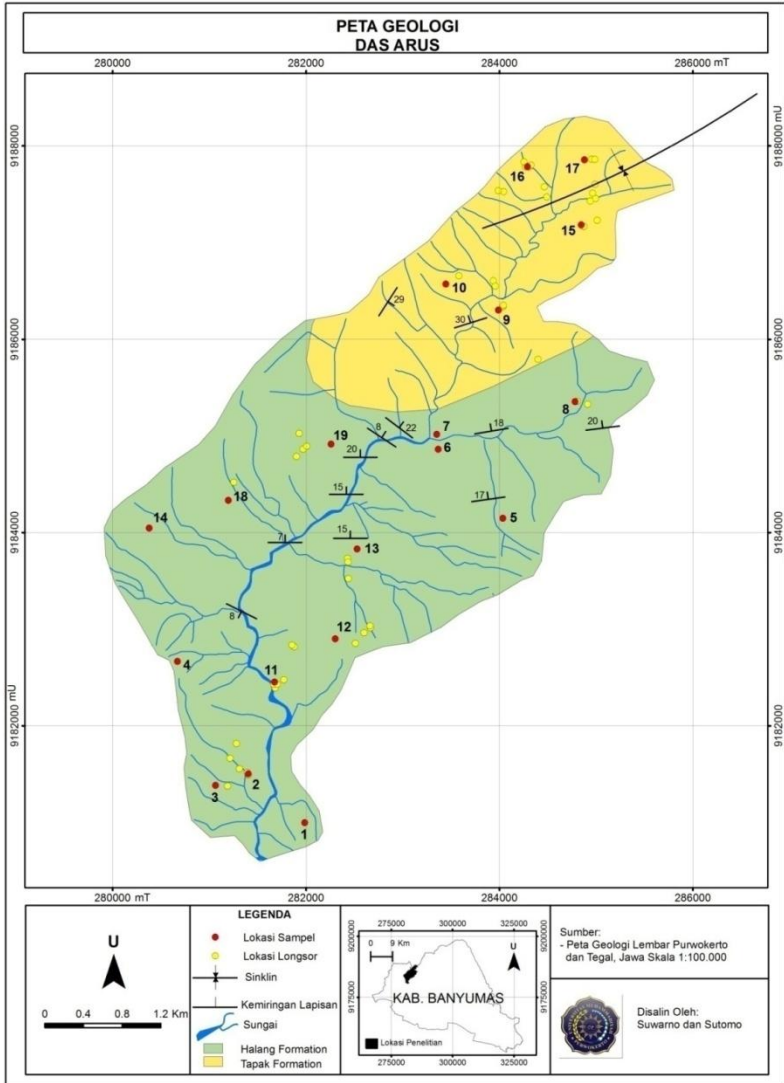 PETA GEOLOGI
DAS ARUS
280000
282000
284000
286000 mT
9188000 mU
9188000
17
16
15
10
29
9
30
9186000
9186000
8
7
8
22
18
20
19
6
20
15
18
17
5
14
9184000
9184000
7
15
13
8
12
4
11
9182000 mU
9182000
2
3
1
280000 mT
282000
284000
286000
U
0 0.4 0.8 1.2 Km
LEGENDA
Lokasi Sampel
Lokasi Longsor
Sinklin
Kemiringan Lapisan
Sungai
Halang Formation
Tapak Formation
275000 300000 325000
0 9 Km
U
9200000
9200000
KAB. BANYUMAS
9175000
9175000
Lokasi Penelitian
275000 300000 325000
Sumber:
- Peta Geologi Lembar Purwokerto
dan Tegal, Jawa Skala 1:100.000
Disalin Oleh:
Suwarno dan Sutomo